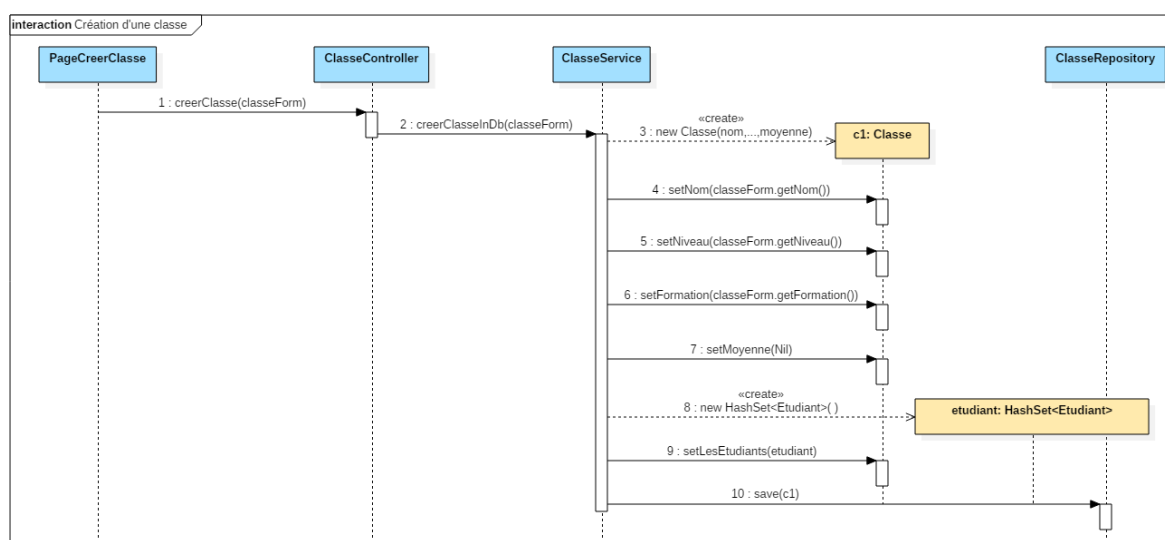 interaction Création d'une classe
PageCreerClasse
ClasseController
ClasseService
ClasseRepository
1 : creerClasse(classeForm)
2 : creerClasseInDb(classeForm)
«create»
3 : new Classe(nom,...,moyenne)
c1: Classe
4 : setNom(classeForm.getNom())
5 : setNiveau(classeForm.getNiveau())
6 : setFormation(classeForm.getFormation())
7 : setMoyenne(Nil)
«create»
8 : new HashSet<Etudiant>( )
etudiant: HashSet<Etudiant>
9 : setLesEtudiants(etudiant)
10 : save(c1)